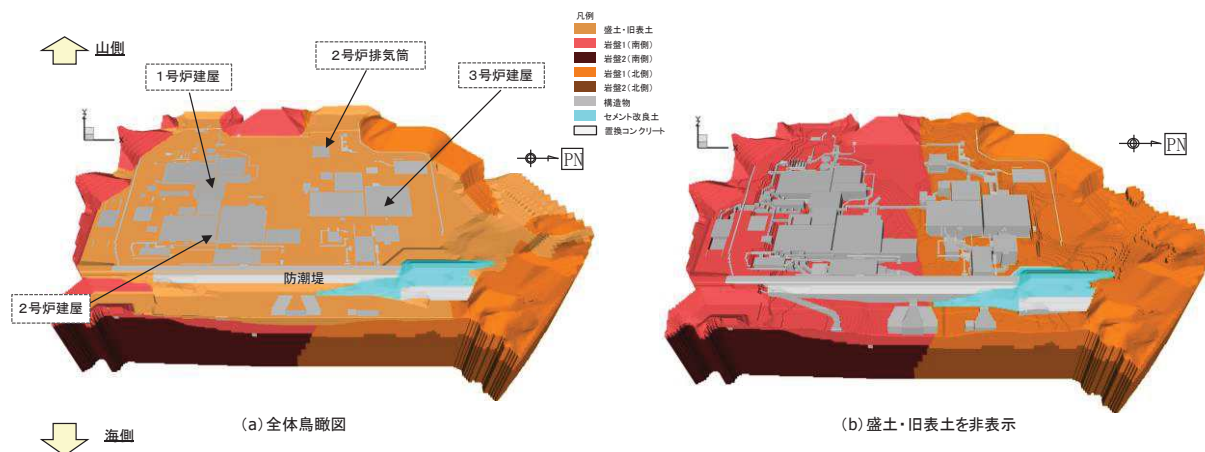 凡例
盛土・旧表土
岩盤1(南側)
岩盤2(南側)
岩盤1(北側)
岩盤2(北側)
構造物
セメント改良土
置換コンクリート
山側
2号炉排気筒
1号炉建屋
3号炉建屋
PN
PN
防潮堤
2号炉建屋
(a)全体鳥瞰図
(b)盛土・旧表土を非表示
海側